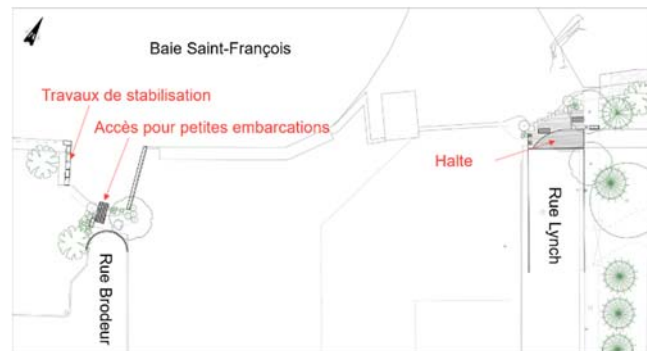 Baie Saint-François
Travaux de stabilisation
Accès pour petites embarcations
Halte
Rue Brodeur
Rue Lynch